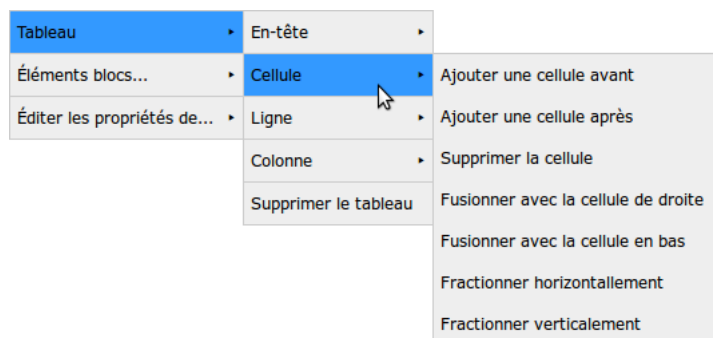 Tableau
Éléments blocs...
Éditer les propriétés de...
En-tête
Cellule
Ligne
Colonne
Supprimer le tableau
Ajouter une cellule avant
Ajouter une cellule après
Supprimer la cellule
Fusionner avec la cellule de droite
Fusionner avec la cellule en bas
Fractionner horizontallement
Fractionner verticalement